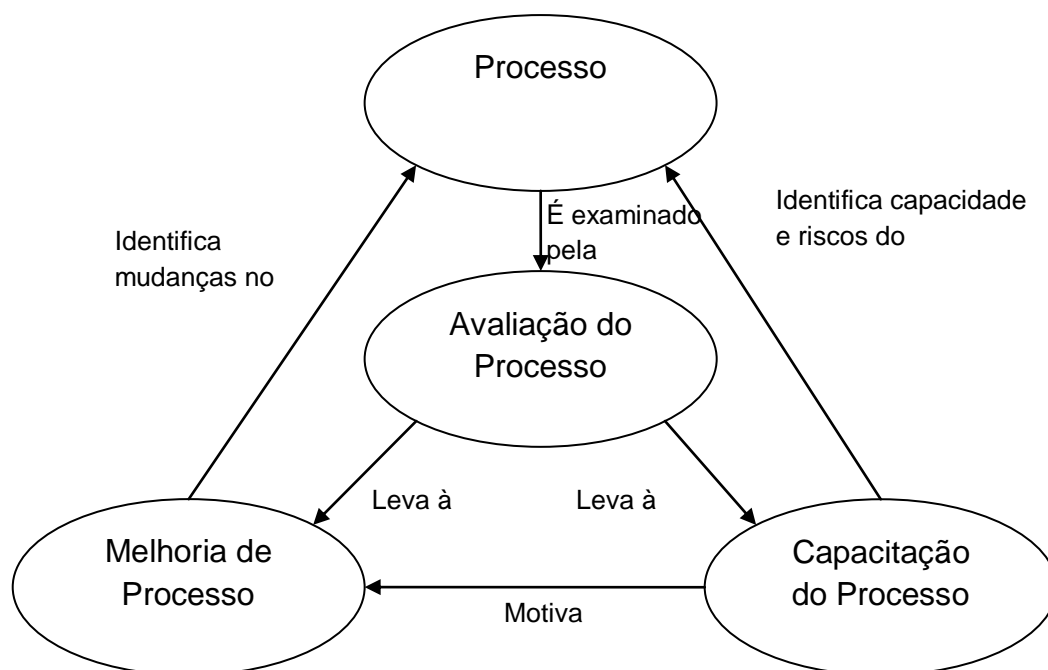 Processo
É examinado
pela
Identifica capacidade
e riscos do
Identifica
mudanças no
Avaliação do
Processo
Leva à
Leva à
Melhoria de
Processo
Capacitação
do Processo
Motiva